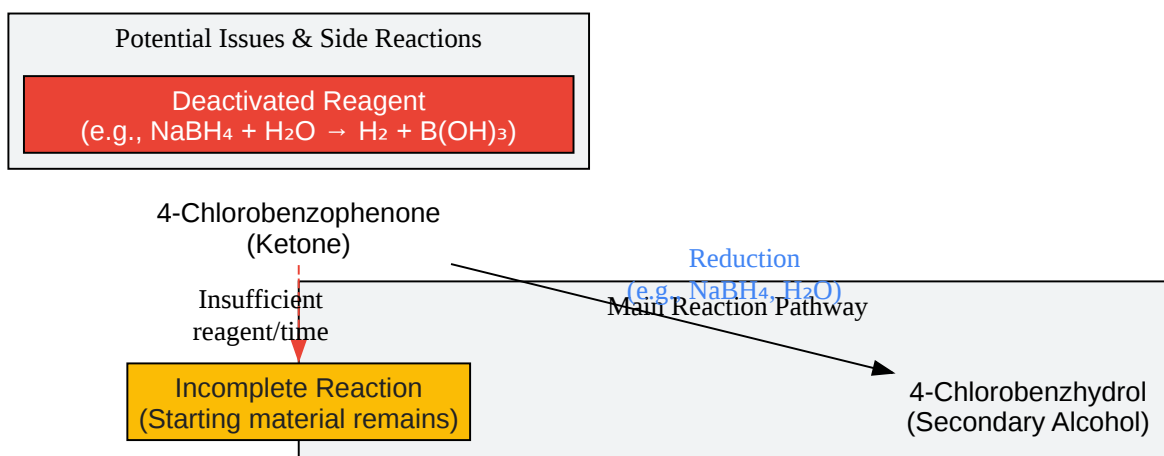 Potential Issues & Side Reactions
Deactivated Reagent
(e.g., NaBH₄ + H₂O → H₂ + B(OH)₃)
4-Chlorobenzophenone
(Ketone)
Reduction
(e.g., NaBH₄, H₂O)
Main Reaction Pathway
Insufficient
reagent/time
Incomplete Reaction
(Starting material remains)
4-Chlorobenzhydrol
(Secondary Alcohol)